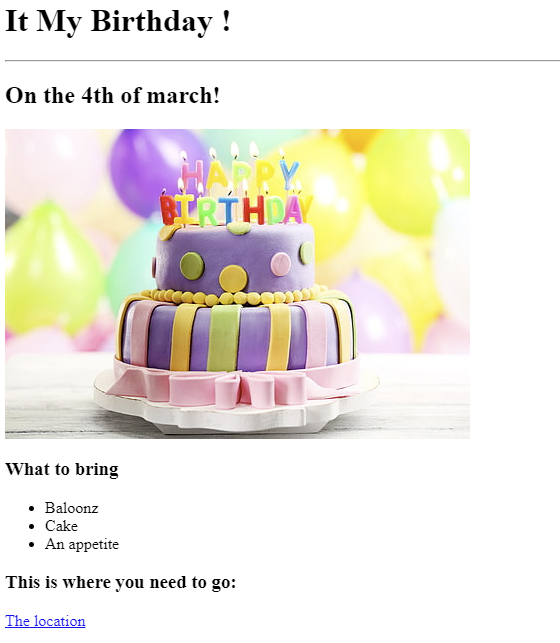 It My Birthday !
On the 4th of march!
HAPPY
BIRTHDAY
What to bring
Baloonz
Cake
An appetite
This is where you need to go:
The location